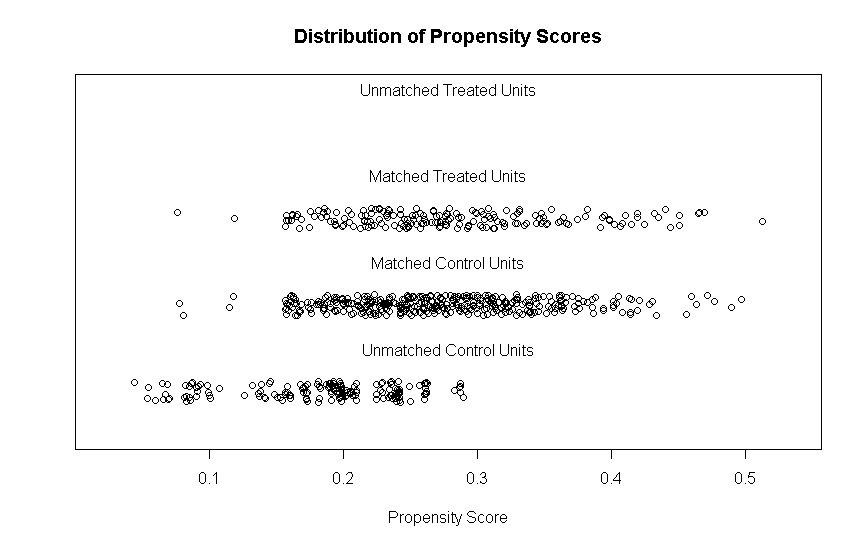 Distribution of Propensity Scores
Unmatched Treated Units
Matched Treated Units
Matched Control Units
Unmatched Control Units
0.1 0.2 0.3 0.4 0.5
Propensity Score